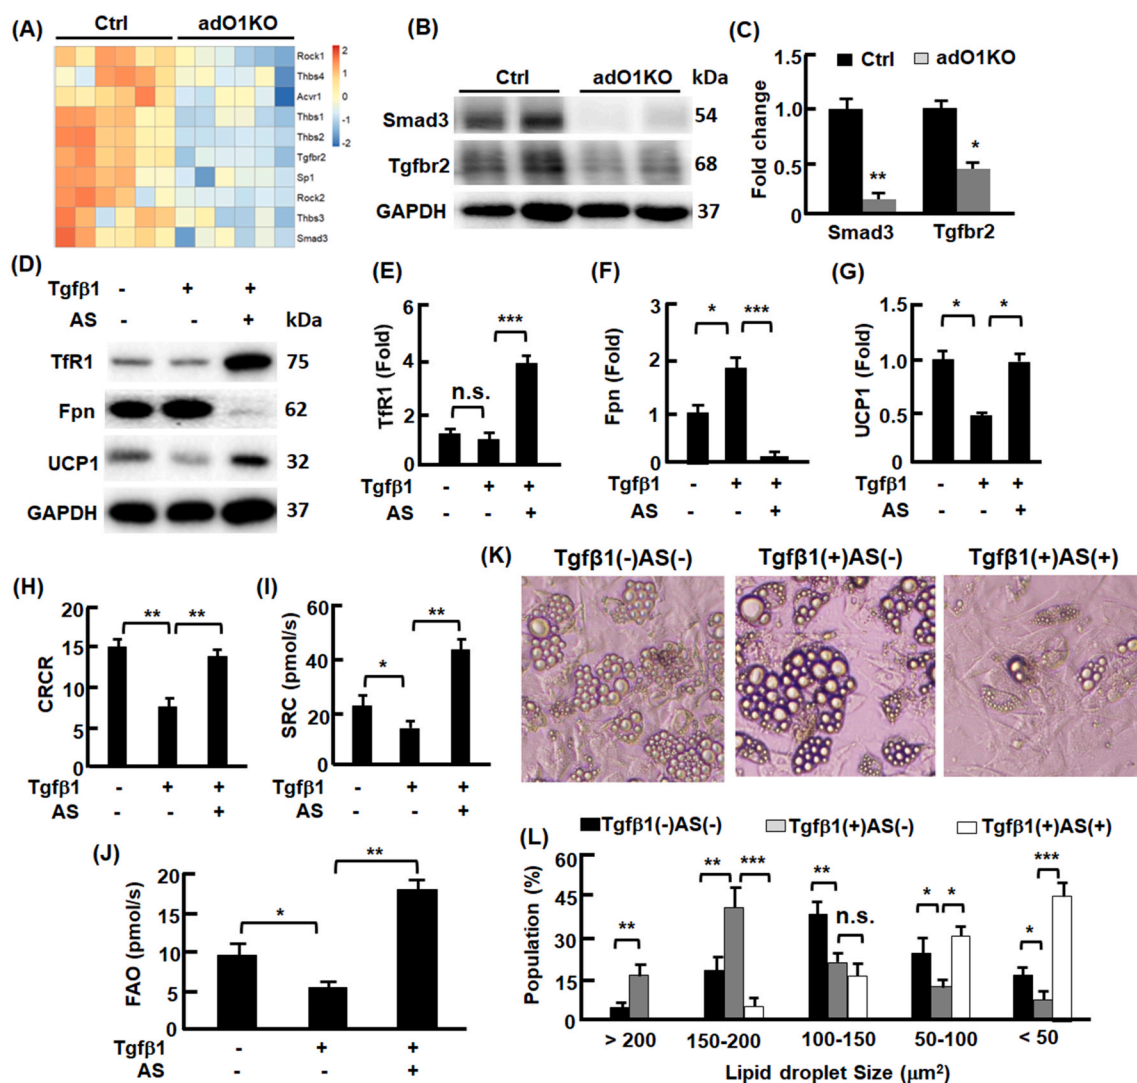 (A)
Ctrl
adO1KO
Rock1
Thbs4
Acvr1
Thbs1
Thbs2
Tgfbr2
Sp1
Rock2
Thbs3
Smad3
2
1
0
-1
-2
(B)
Ctrl
adO1KO
kDa
Smad3
54
Tgfbr2
68
GAPDH
37
(C)
Ctrl
adO1KO
Fold change
1.5
1.0
0.5
0
**
*
Smad3
Tgfbr2
(D)
Tgfβ1 - + +
AS - - +
kDa
TfR1
75
Fpn
62
UCP1
32
GAPDH
37
(E)
TfR1 (Fold)
6
4
2
0
n.s.
***
Tgfβ1 - + +
AS - - +
(F)
Fpn (Fold)
3
2
1
0
*
***
Tgfβ1 - + +
AS - - +
(G)
UCP1 (Fold)
1.5
1.0
0.5
0
*
*
Tgfβ1 - + +
AS - - +
(H)
CRCR
20
15
10
5
0
**
**
Tgfβ1 - + +
AS - - +
(I)
SRC (pmol/s)
60
40
20
0
*
**
Tgfβ1 - + +
AS - - +
(J)
FAO (pmol/s)
20
15
10
5
0
*
**
Tgfβ1 - + +
AS - - +
(K)
Tgfβ1(-)AS(-)
Tgfβ1(+)AS(-)
Tgfβ1(+)AS(+)
(L)
Tgfβ1(-)AS(-)
Tgfβ1(+)AS(-)
Tgfβ1(+)AS(+)
Population (%)
60
45
30
15
0
**
**
***
**
n.s.
*
*
*
***
> 200
150-200
100-150
50-100
< 50
Lipid droplet Size (μm²)